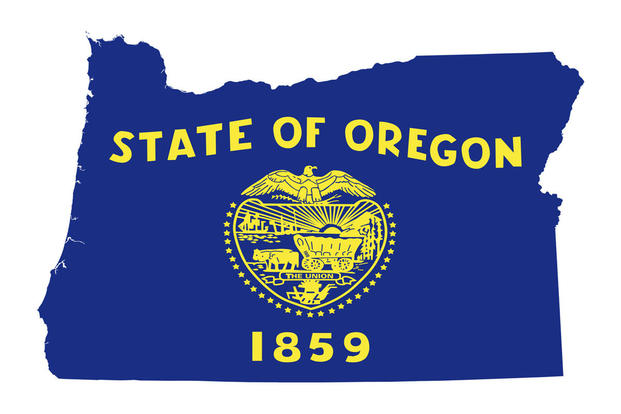 STATE OF OREGON
THE UNION
1859